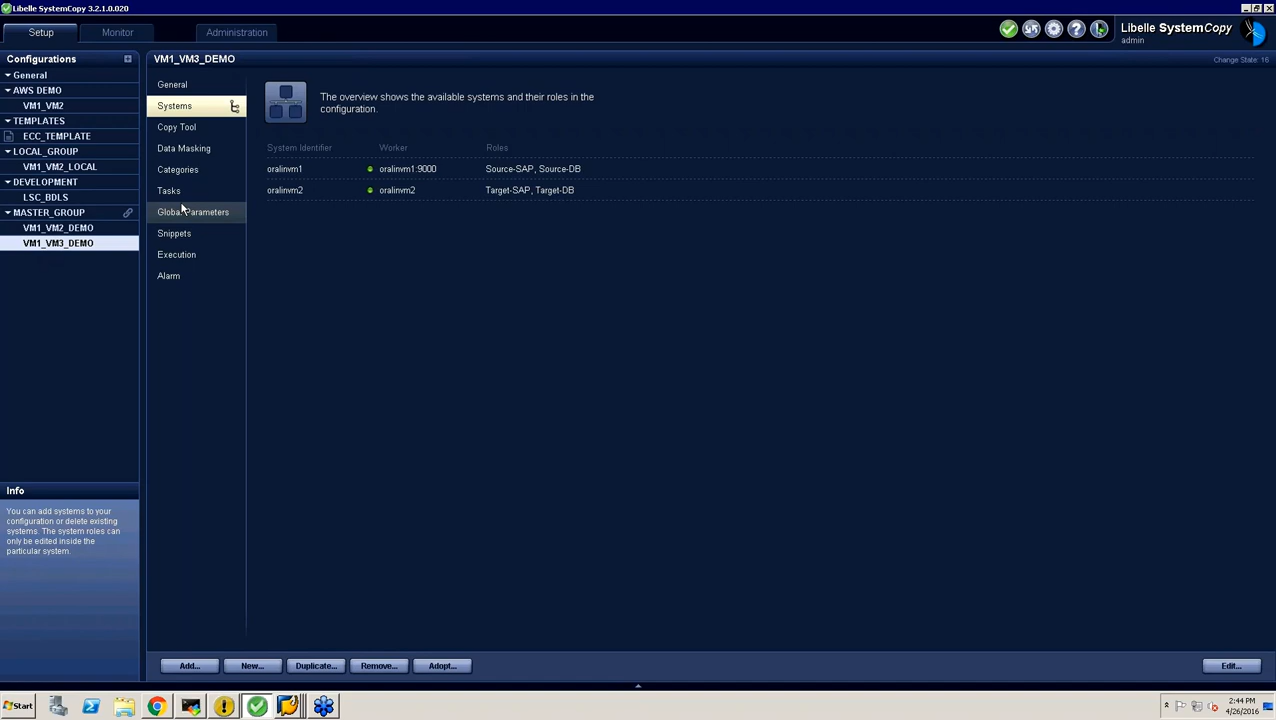 Libelle SystemCopy 3.2.1.0.020
Setup
Monitor
Administration
Libelle SystemCopy
admin
Configurations
General
AWS DEMO
VM1_VM2
TEMPLATES
ECC_TEMPLATE
LOCAL_GROUP
VM1_VM2_LOCAL
DEVELOPMENT
LSC_BDLS
MASTER_GROUP
VM1_VM2_DEMO
VM1_VM3_DEMO
VM1_VM3_DEMO
Change State: 16
General
Systems
Copy Tool
Data Masking
Categories
Tasks
Global Parameters
Snippets
Execution
Alarm
The overview shows the available systems and their roles in the
configuration.
System Identifier Worker Roles
oralinvm1 oralinvm1:9000 Source-SAP, Source-DB
oralinvm2 oralinvm2 Target-SAP, Target-DB
Info
You can add systems to your
configuration or delete existing
systems. The system roles can
only be edited inside the
particular system.
Add... New... Duplicate... Remove... Adopt... Edit...
Start
2:44 PM
4/26/2016